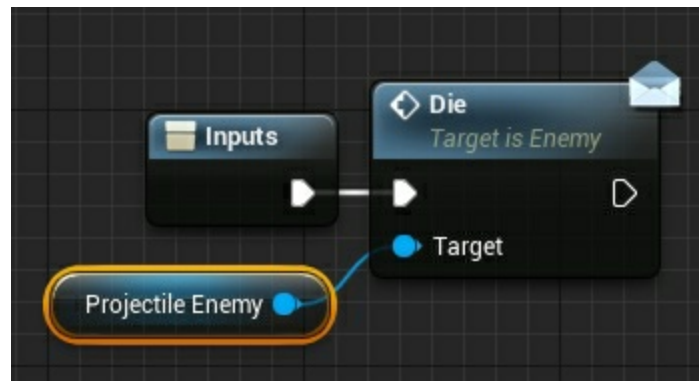 Inputs
Die
Target is Enemy
Target
Projectile Enemy